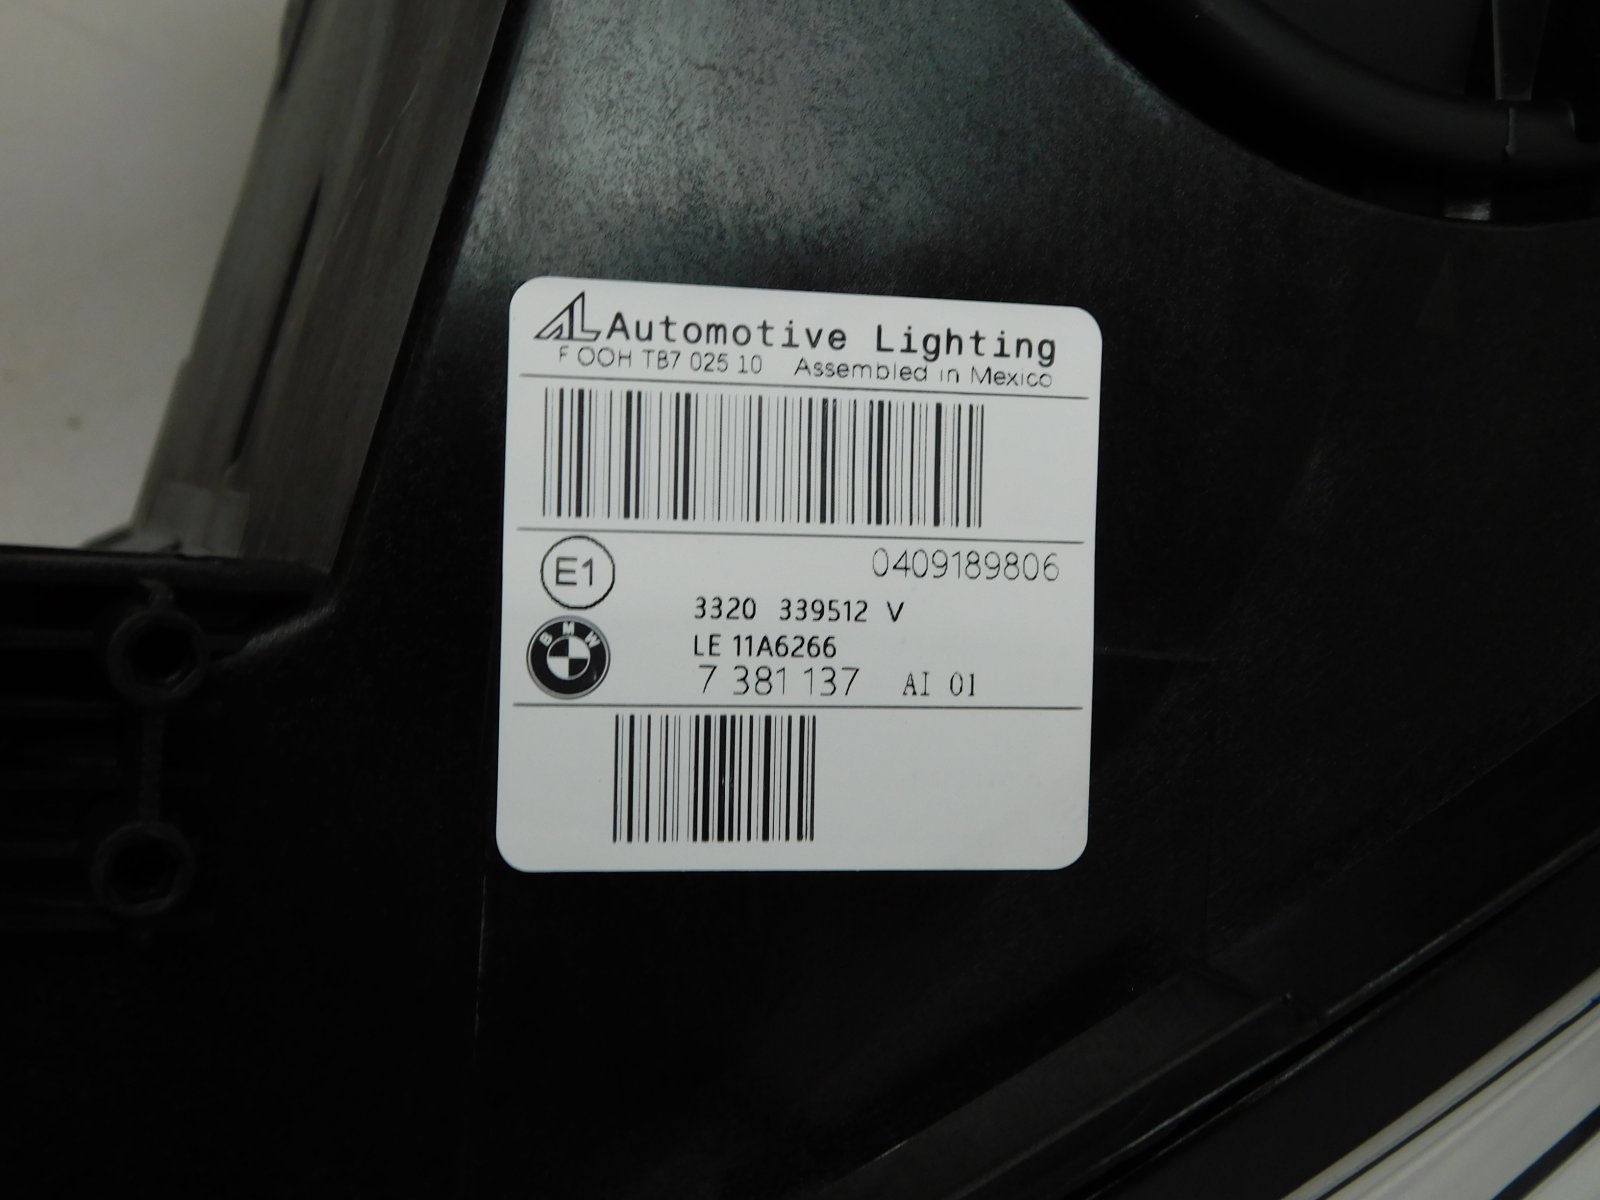 AL Automotive Lighting
F OOH TB7 025 10 Assembled in Mexico
E1
0409189806
3320 339512 V
BMW
LE 11A6266
7 381 137 AI 01